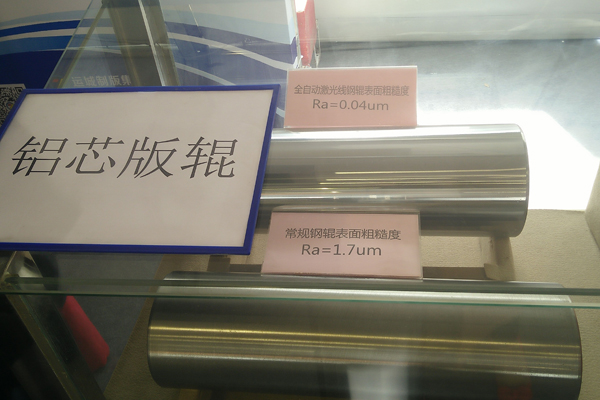 全自动激光线钢辊表面粗糙度
Ra=0.04um
铝芯版辊
常规钢辊表面粗糙度
Ra=1.7um